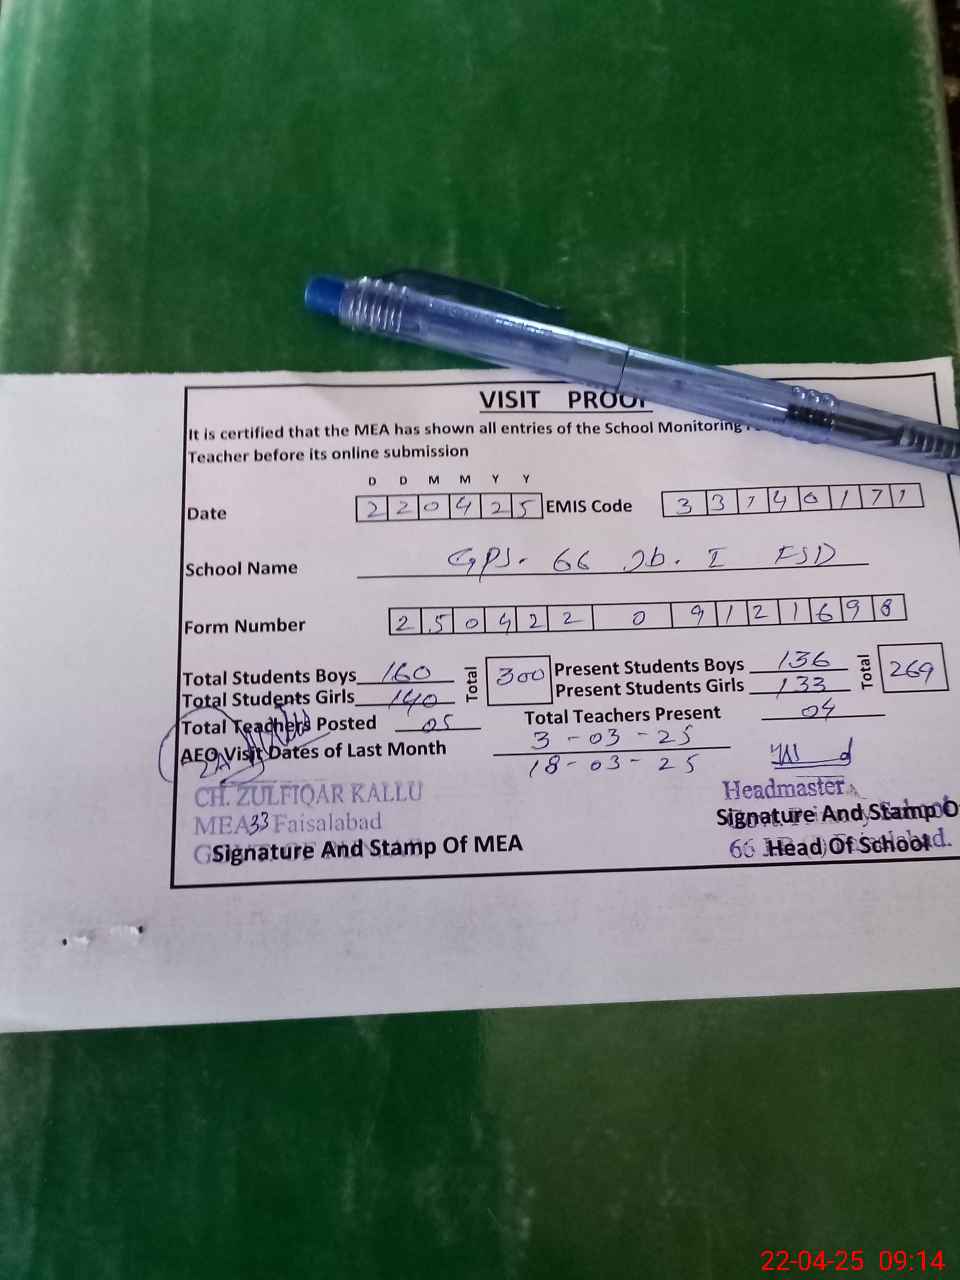 VISIT PROOF
It is certified that the MEA has shown all entries of the School Monitoring
Teacher before its online submission
D D M M Y Y
Date 2 2 0 4 2 5 EMIS Code 3 3 1 4 0 1 7 1
School Name GPS. 66 Jb. I FSD
Form Number 2 5 0 4 2 2 0 9 1 2 1 6 9 8
Total Students Boys 160 Total 300 Present Students Boys 136 Total 269
Total Students Girls 140 Present Students Girls 133
Total Teachers Posted 05 Total Teachers Present 04
AEO Visit Dates of Last Month 3-03-25
18-03-25
CH. ZULFIQAR KALLU Headmaster
MEA 33 Faisalabad Signature And Stamp O
Signature And Stamp Of MEA 66 Head Of School
22-04-25 09:14